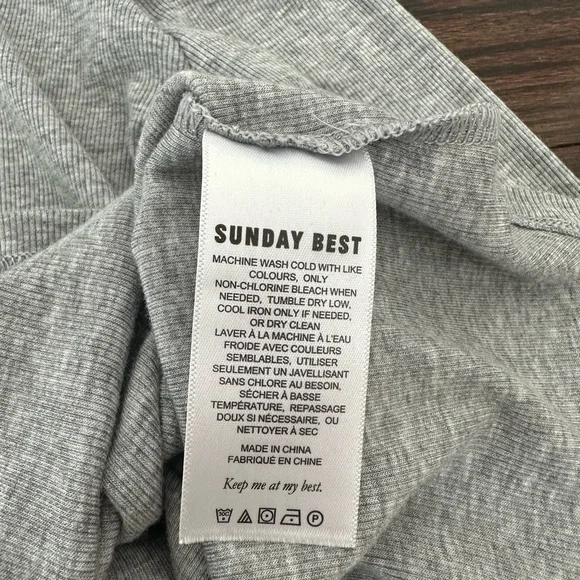 SUNDAY BEST
MACHINE WASH COLD WITH LIKE
COLOURS, ONLY
NON-CHLORINE BLEACH WHEN
NEEDED, TUMBLE DRY LOW,
COOL IRON ONLY IF NEEDED,
OR DRY CLEAN
LAVER À LA MACHINE À L'EAU
FROIDE AVEC COULEURS
SEMBLABLES, UTILISER
SEULEMENT UN JAVELLISANT
SANS CHLORE AU BESOIN,
SÉCHER À BASSE
TEMPÉRATURE, REPASSAGE
DOUX SI NÉCESSAIRE, OU
NETTOYER À SEC
MADE IN CHINA
FABRIQUÉ EN CHINE
Keep me at my best.
P